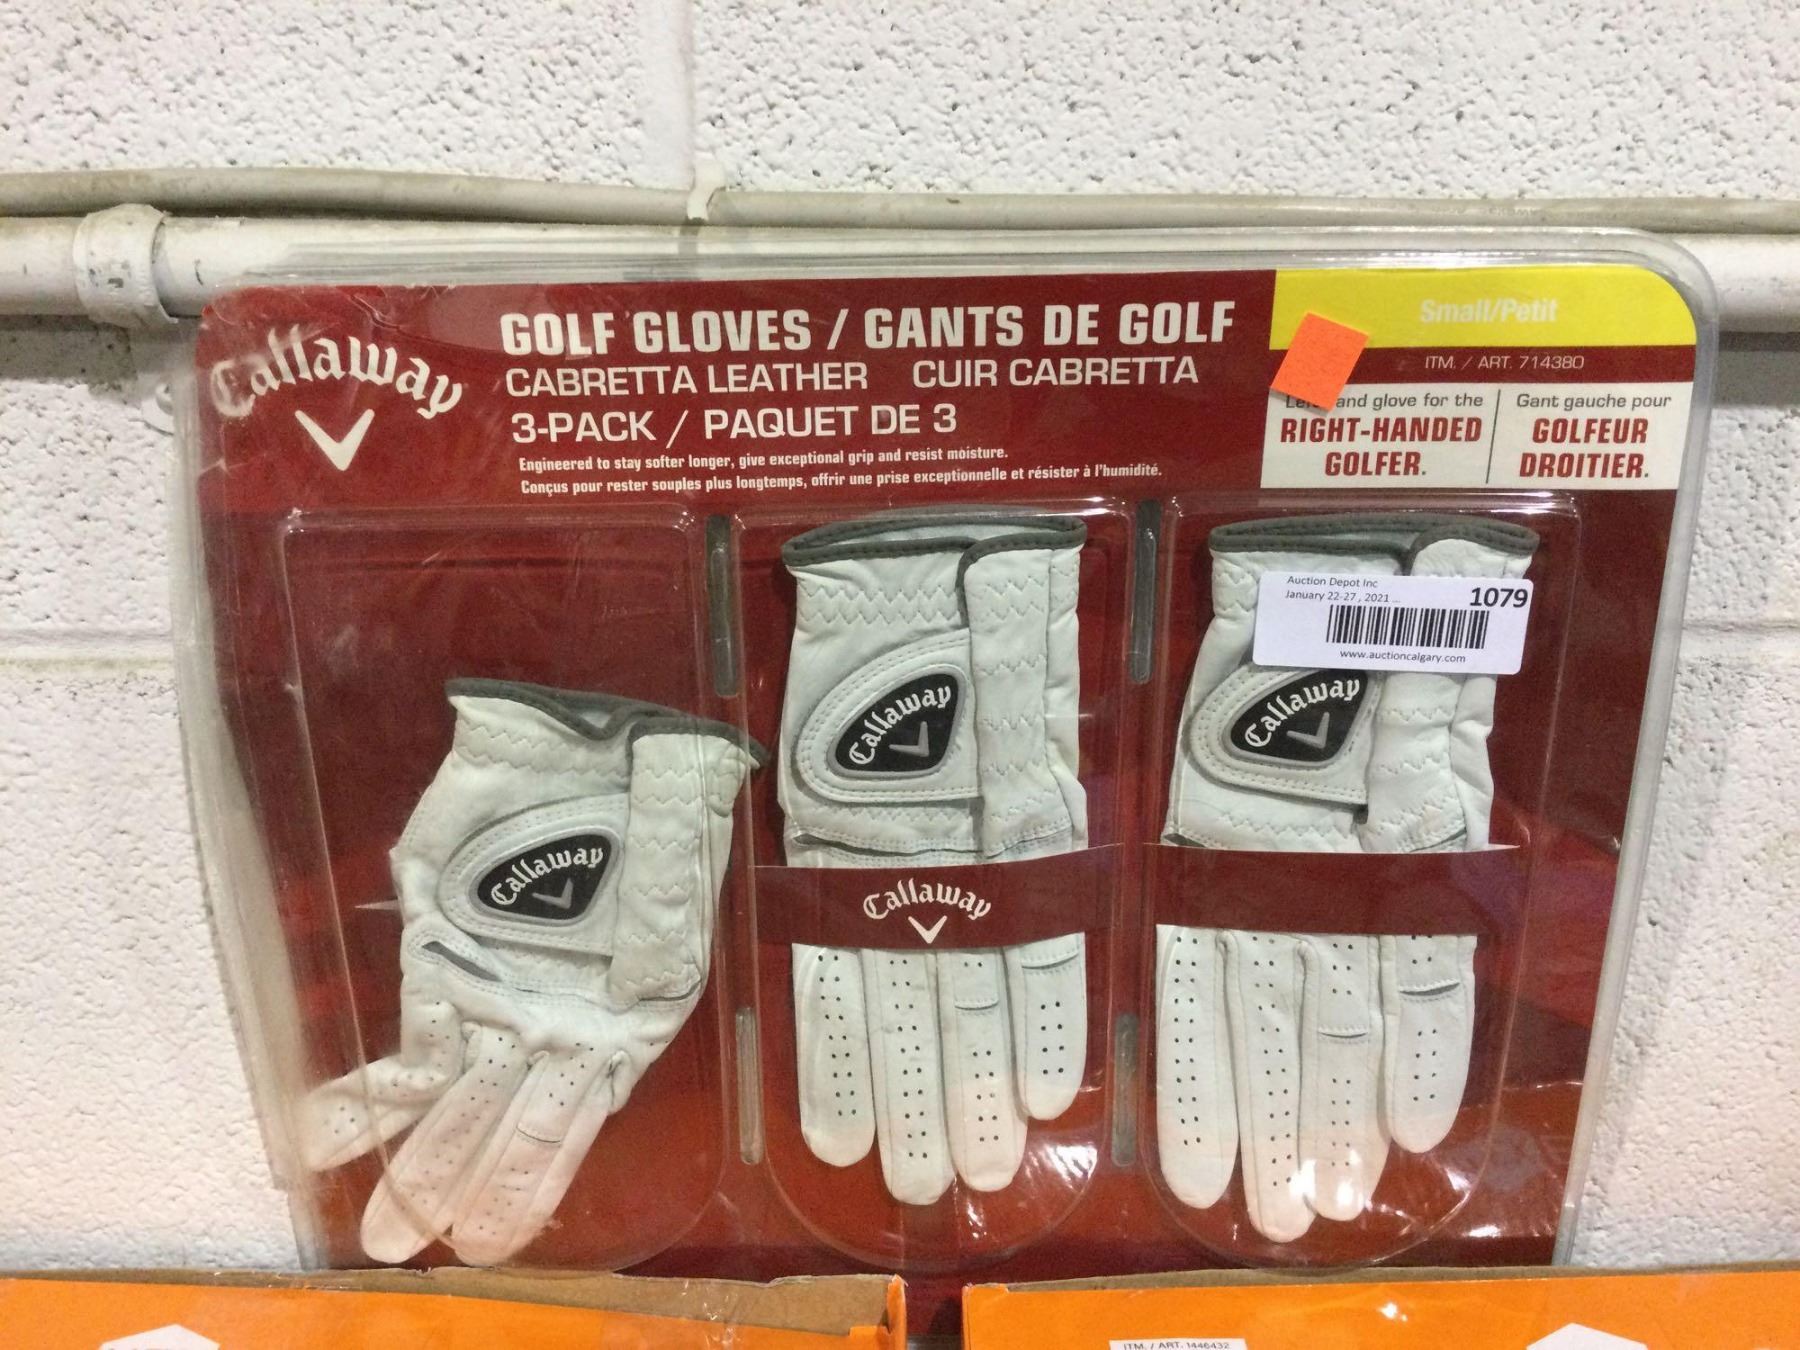 Callaway
GOLF GLOVES / GANTS DE GOLF
CABRETTA LEATHER CUIR CABRETTA
3-PACK / PAQUET DE 3
Engineered to stay softer longer, give exceptional grip and resist moisture.
Conçus pour rester souples plus longtemps, offrir une prise exceptionnelle et résister à l'humidité.
Small/Petit
ITM. / ART. 714380
and glove for the
RIGHT-HANDED
GOLFER.
Gant gauche pour
GOLFEUR
DROITIER.
Auction Depot Inc
January 22-27, 2021 ...
1079
www.auctioncalgary.com
Callaway
Callaway
Callaway
Callaway
ITM. / ART. 1446432